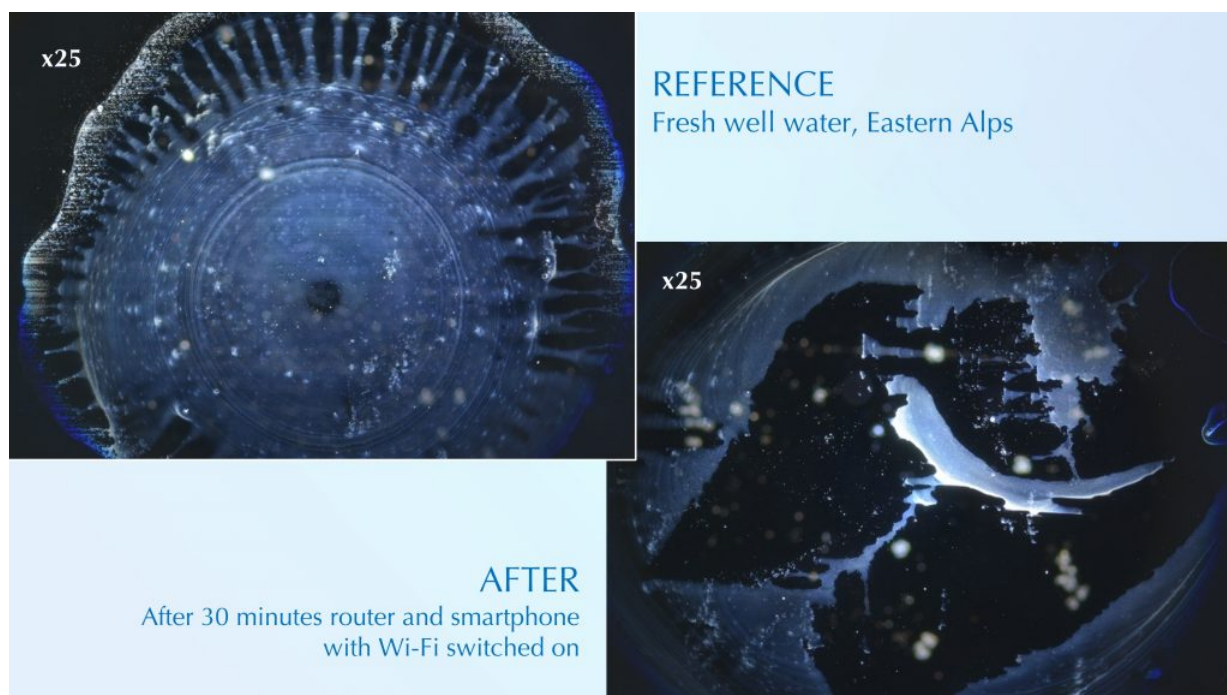 x25
REFERENCE
Fresh well water, Eastern Alps
x25
AFTER
After 30 minutes router and smartphone
with Wi-Fi switched on